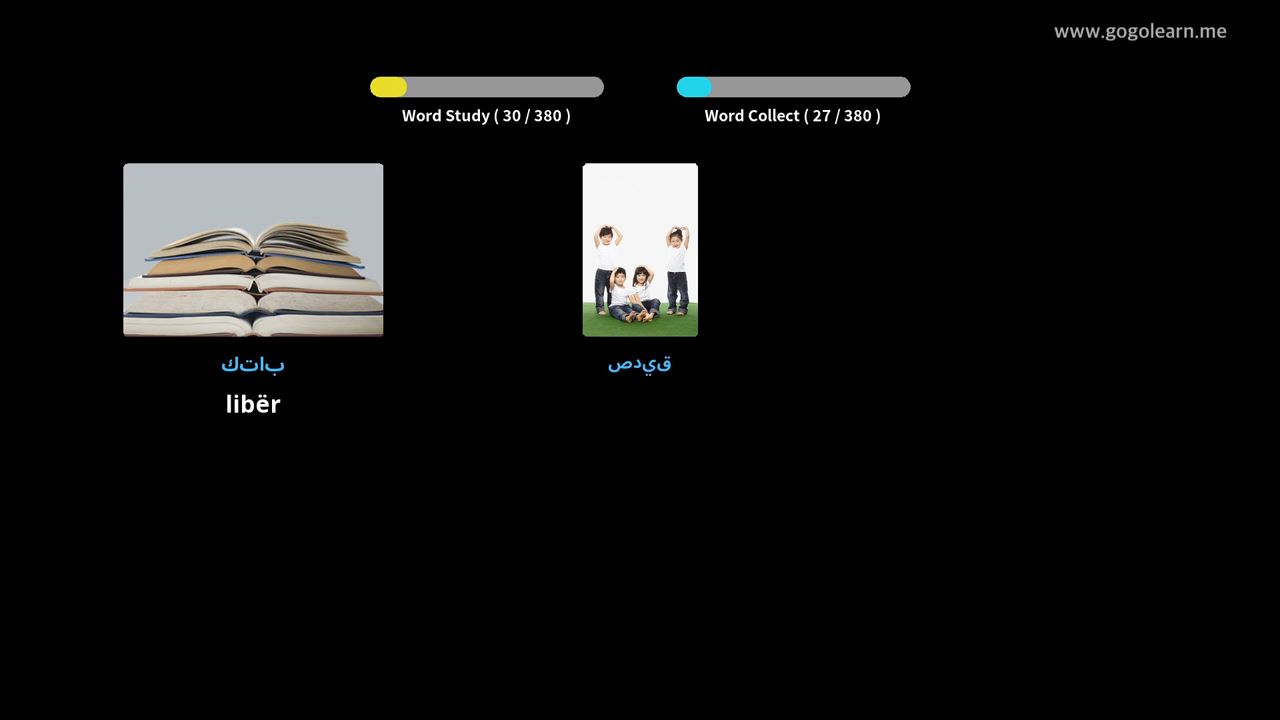 www.gogolearn.me
Word Study ( 30 / 380 )
Word Collect ( 27 / 380 )
باتك
libër
قيدص